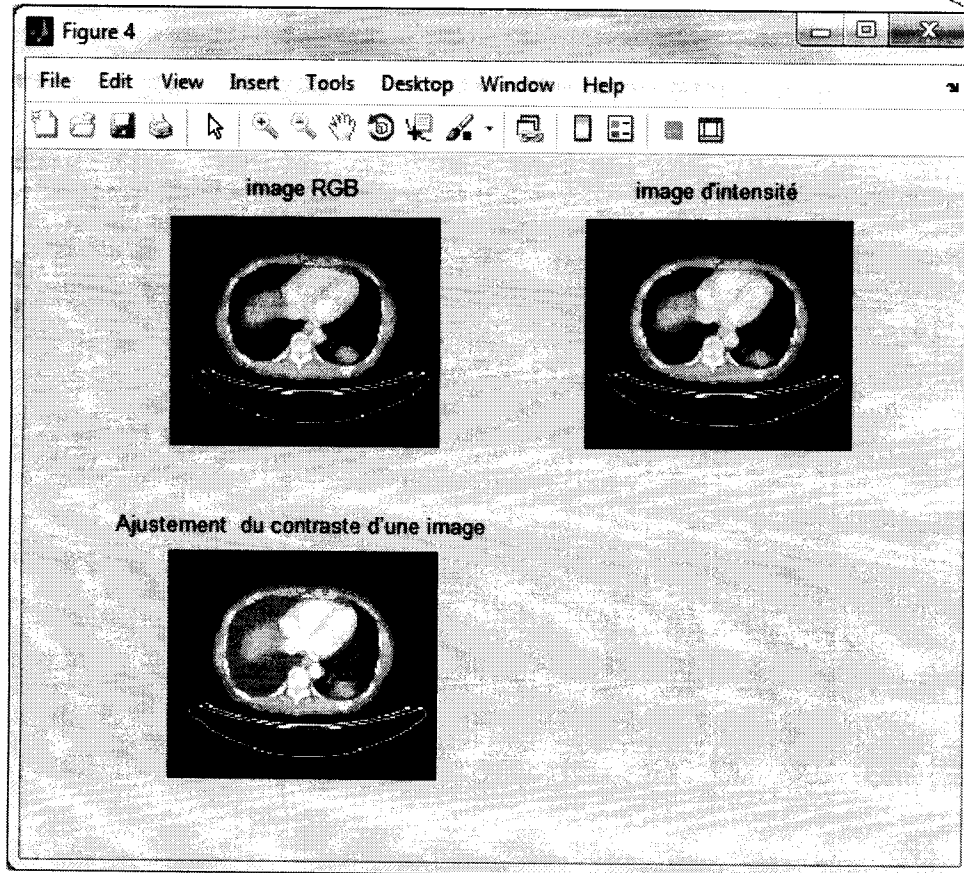 Figure 4
File Edit View Insert Tools Desktop Window Help
image RGB
image d'intensité
Ajustement du contraste d'une image